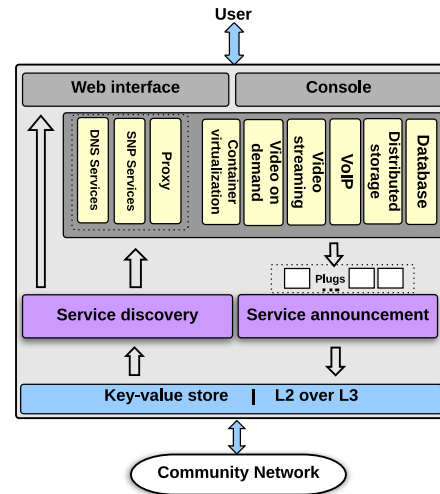 User
Web interface
Console
DNS Services
SNP Services
Proxy
Container
virtualization
Video on
demand
Video
streaming
VoIP
Distributed
storage
Database
Plugs
...
Service discovery
Service announcement
Key-value store | L2 over L3
Community Network